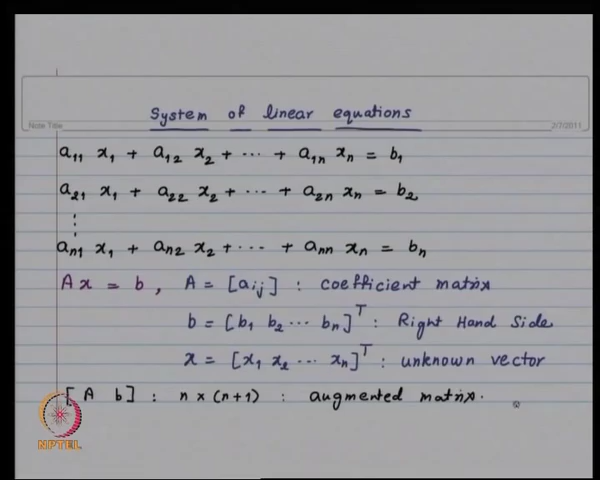 System of linear equations
Note Title 2/7/2011
a₁₁ x₁ + a₁₂ x₂ + ⋯ + a₁ₙ xₙ = b₁
a₂₁ x₁ + a₂₂ x₂ + ⋯ + a₂ₙ xₙ = b₂
⋮
aₙ₁ x₁ + aₙ₂ x₂ + ⋯ + aₙₙ xₙ = bₙ
Ax = b , A = [aᵢⱼ] : coefficient matrix
b = [b₁ b₂ ⋯ bₙ]ᵀ : Right Hand Side
x = [x₁ x₂ ⋯ xₙ]ᵀ : unknown vector
[ A b ] : n × (n+1) : augmented matrix.
NPTEL